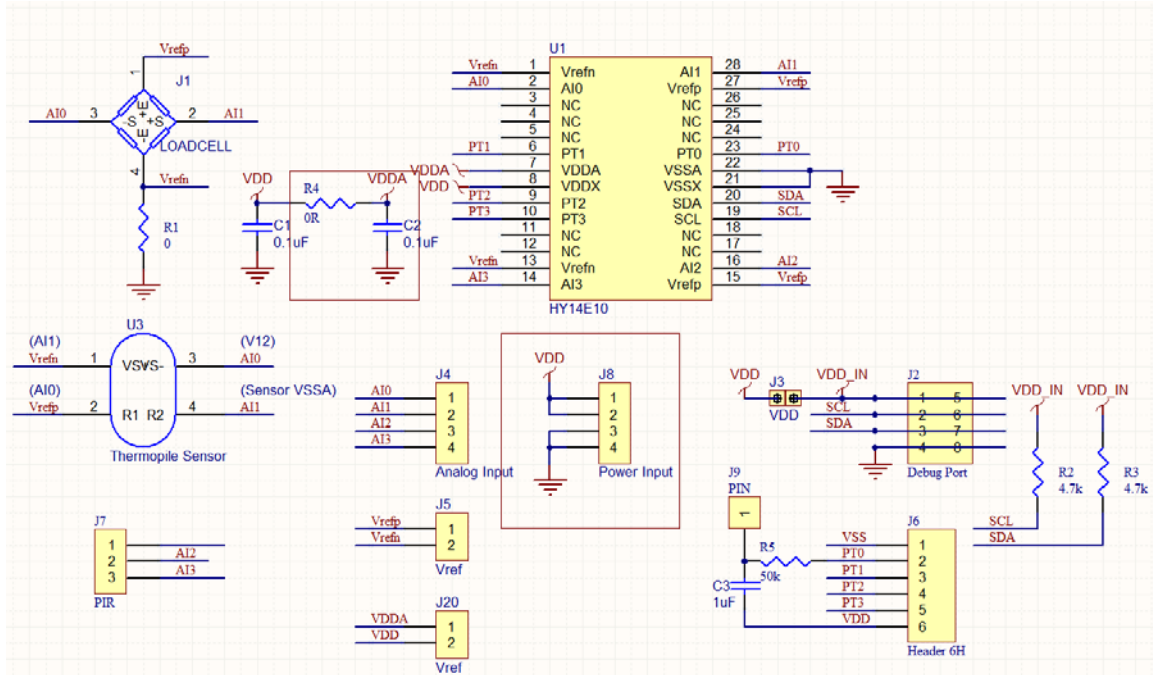 Vrefp
1
J1
AI0
3
-S
+E
-E
+S
2
AI1
LOADCELL
4
Vrefn
R1
0
VDD
R4
0R
VDDA
C1
0.1uF
C2
0.1uF
U1
Vrefn 1 Vrefn AI1 28 AI1
AI0 2 AI0 Vrefp 27 Vrefp
3 NC NC 26
4 NC NC 25
5 NC NC 24
PT1 6 PT1 PT0 23 PT0
VDDA 7 VDDA VSSA 22
VDD 8 VDDX VSSX 21
PT2 9 PT2 SDA 20 SDA
PT3 10 PT3 SCL 19 SCL
11 NC NC 18
12 NC NC 17
Vrefn 13 Vrefn AI2 16 AI2
AI3 14 AI3 Vrefp 15 Vrefp
HY14E10
U3
(AI1) (V12)
Vrefn 1 VS+ VS- 3 AI0
(AI0) (Sensor VSSA)
Vrefp 2 R1 R2 4 AI1
Thermopile Sensor
J4
AI0 1
AI1 2
AI2 3
AI3 4
Analog Input
VDD
J8
1
2
3
4
Power Input
VDD
J3
VDD
VDD_IN
J2
1 5
SCL 2 6
SDA 3 7
4 8
Debug Port
VDD_IN
VDD_IN
R2
4.7k
R3
4.7k
SCL
SDA
J7
1
AI2 2
AI3 3
PIR
J5
Vrefp 1
Vrefn 2
Vref
J20
VDDA 1
VDD 2
Vref
J9
PIN
1
R5
50k
C3
1uF
J6
VSS 1
PT0 2
PT1 3
PT2 4
PT3 5
VDD 6
Header 6H